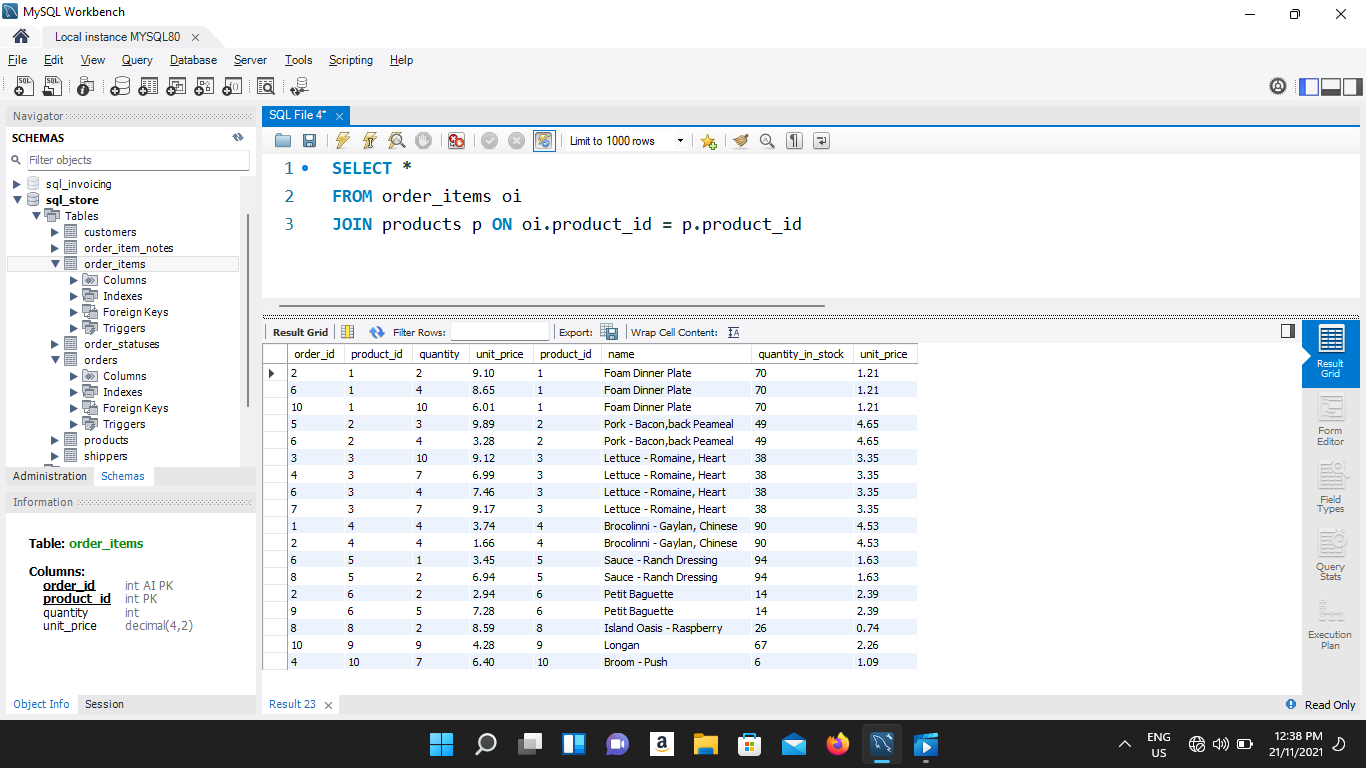 MySQL Workbench
Local instance MYSQL80
File Edit View Query Database Server Tools Scripting Help
Navigator
SCHEMAS
Filter objects
sql_invoicing
sql_store
Tables
customers
order_item_notes
order_items
Columns
Indexes
Foreign Keys
Triggers
order_statuses
orders
Columns
Indexes
Foreign Keys
Triggers
products
shippers
Administration Schemas
Information
Table: order_items
Columns:
order_id int AI PK
product_id int PK
quantity int
unit_price decimal(4,2)
Object Info Session
SQL File 4*
Limit to 1000 rows
1 SELECT *
2 FROM order_items oi
3 JOIN products p ON oi.product_id = p.product_id
Result Grid Filter Rows: Export: Wrap Cell Content:
order_id product_id quantity unit_price product_id name quantity_in_stock unit_price
2 1 2 9.10 1 Foam Dinner Plate 70 1.21
6 1 4 8.65 1 Foam Dinner Plate 70 1.21
10 1 10 6.01 1 Foam Dinner Plate 70 1.21
5 2 3 9.89 2 Pork - Bacon,back Peameal 49 4.65
6 2 4 3.28 2 Pork - Bacon,back Peameal 49 4.65
3 3 10 9.12 3 Lettuce - Romaine, Heart 38 3.35
4 3 7 6.99 3 Lettuce - Romaine, Heart 38 3.35
6 3 4 7.46 3 Lettuce - Romaine, Heart 38 3.35
7 3 7 9.17 3 Lettuce - Romaine, Heart 38 3.35
1 4 4 3.74 4 Brocolinni - Gaylan, Chinese 90 4.53
2 4 4 1.66 4 Brocolinni - Gaylan, Chinese 90 4.53
6 5 1 3.45 5 Sauce - Ranch Dressing 94 1.63
8 5 2 6.94 5 Sauce - Ranch Dressing 94 1.63
2 6 2 2.94 6 Petit Baguette 14 2.39
9 6 5 7.28 6 Petit Baguette 14 2.39
8 8 2 8.59 8 Island Oasis - Raspberry 26 0.74
10 9 9 4.28 9 Longan 67 2.26
4 10 7 6.40 10 Broom - Push 6 1.09
Result
Grid
Form
Editor
Field
Types
Query
Stats
Execution
Plan
Result 23
Read Only
ENG
US
12:38 PM
21/11/2021